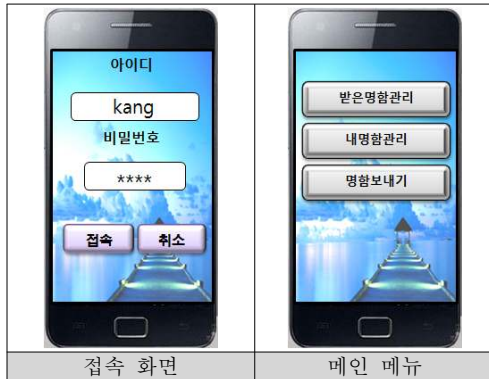 아이디
kang
비밀번호
****
접속 취소
받은명함관리
내명함관리
명함보내기
접속 화면
메인 메뉴